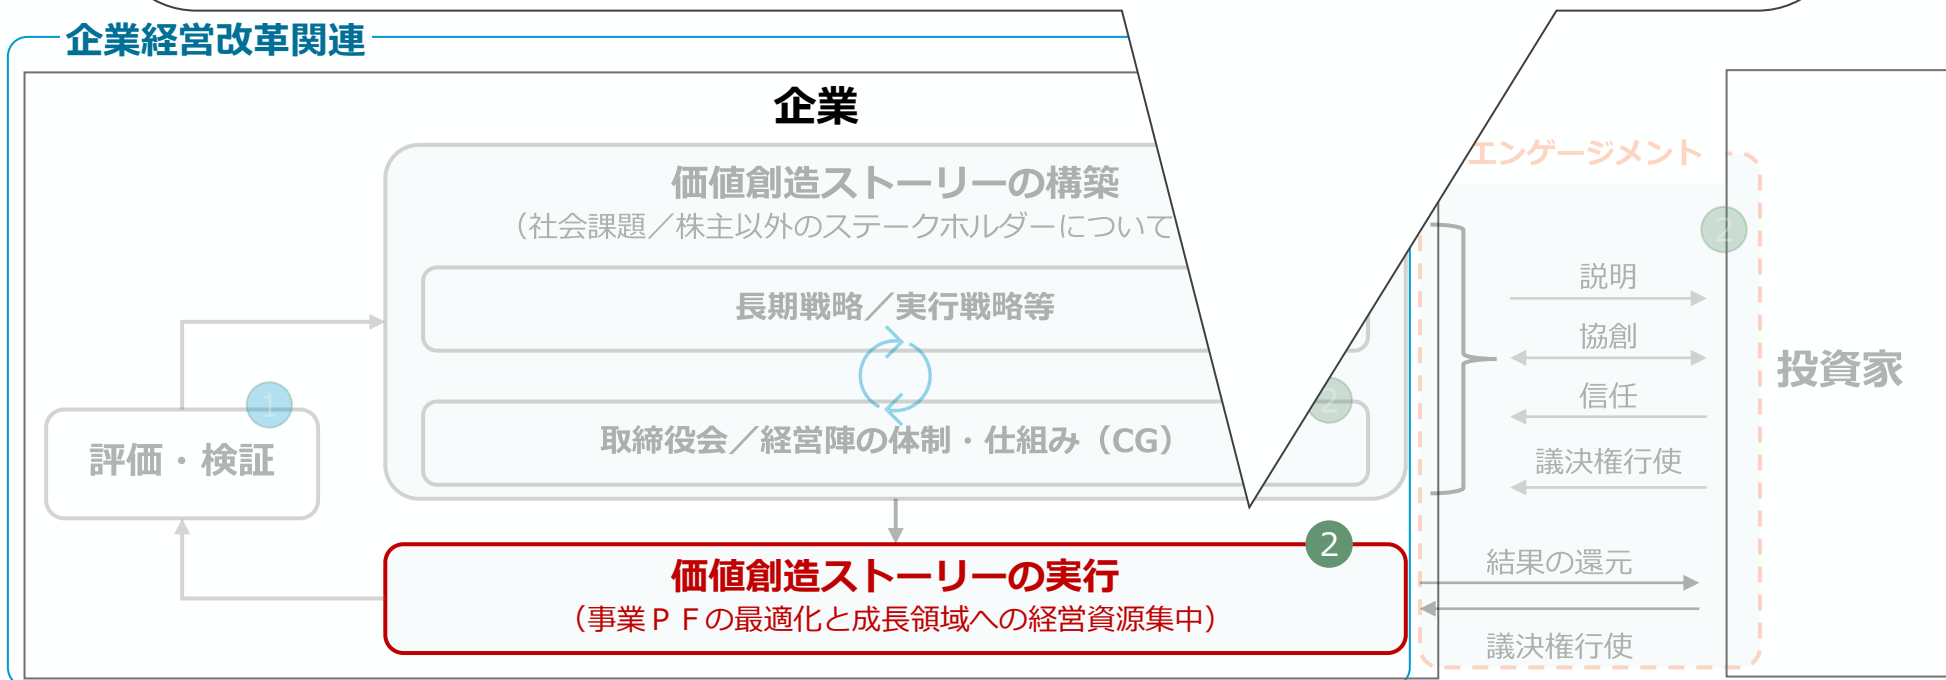 企業経営改革関連
企業
価値創造ストーリーの構築
（社会課題／株主以外のステークホルダーについて
長期戦略／実行戦略等
取締役会／経営陣の体制・仕組み（CG）
2
1
評価・検証
2
価値創造ストーリーの実行
（事業ＰＦの最適化と成長領域への経営資源集中）
エンゲージメント
2
説明
協創
信任
議決権行使
結果の還元
議決権行使
投資家